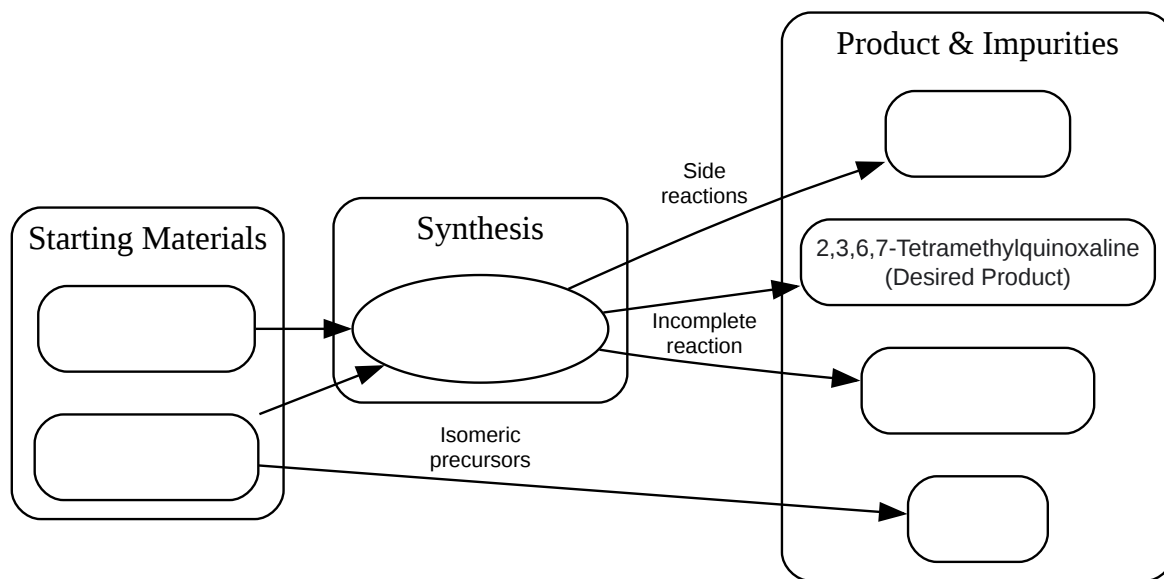 Product & Impurities
Side
reactions
Starting Materials
Synthesis
2,3,6,7-Tetramethylquinoxaline
(Desired Product)
Incomplete
reaction
Isomeric
precursors